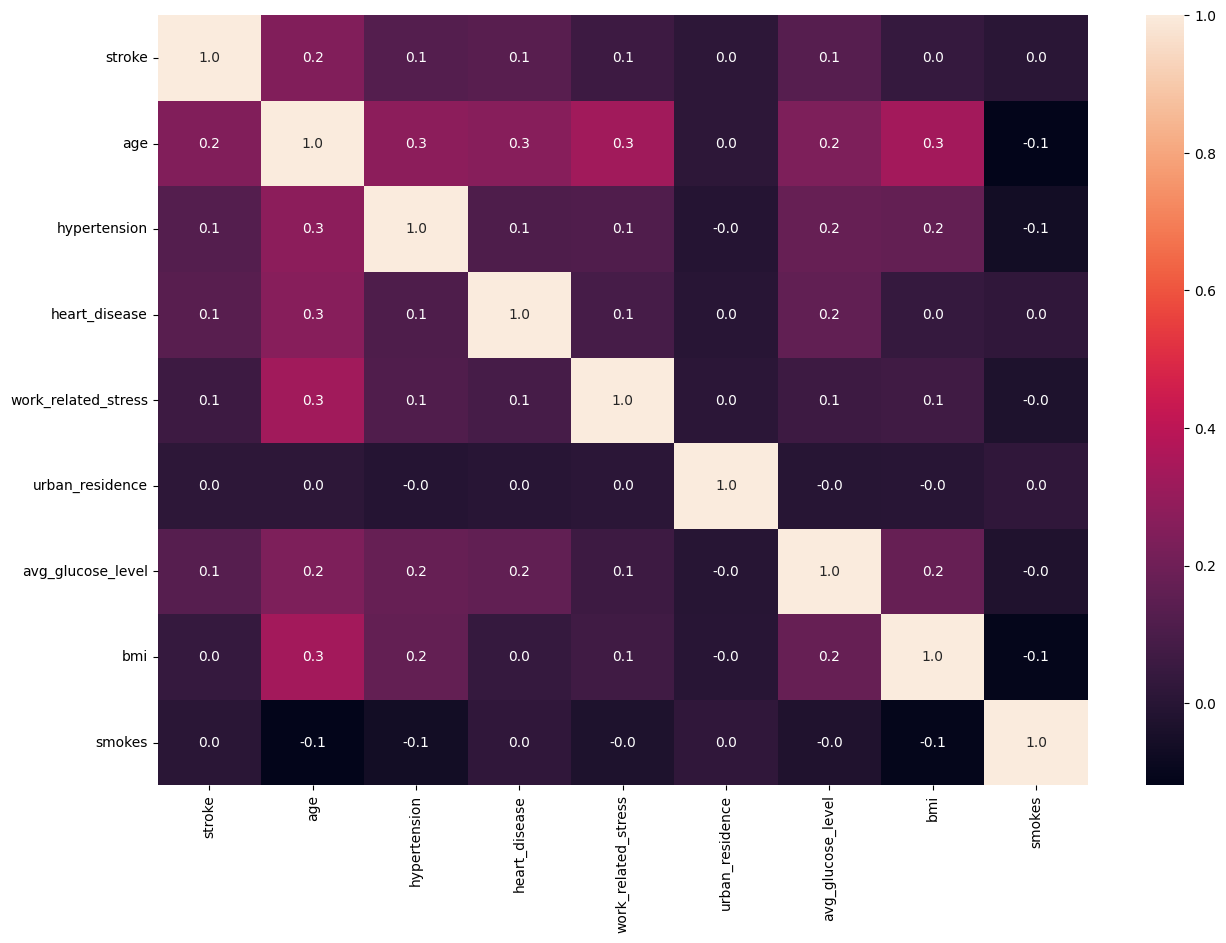 stroke 1.0 0.2 0.1 0.1 0.1 0.0 0.1 0.0 0.0
age 0.2 1.0 0.3 0.3 0.3 0.0 0.2 0.3 -0.1
hypertension 0.1 0.3 1.0 0.1 0.1 -0.0 0.2 0.2 -0.1
heart_disease 0.1 0.3 0.1 1.0 0.1 0.0 0.2 0.0 0.0
work_related_stress 0.1 0.3 0.1 0.1 1.0 0.0 0.1 0.1 -0.0
urban_residence 0.0 0.0 -0.0 0.0 0.0 1.0 -0.0 -0.0 0.0
avg_glucose_level 0.1 0.2 0.2 0.2 0.1 -0.0 1.0 0.2 -0.0
bmi 0.0 0.3 0.2 0.0 0.1 -0.0 0.2 1.0 -0.1
smokes 0.0 -0.1 -0.1 0.0 -0.0 0.0 -0.0 -0.1 1.0
stroke
age
hypertension
heart_disease
work_related_stress
urban_residence
avg_glucose_level
bmi
smokes
1.0
0.8
0.6
0.4
0.2
0.0